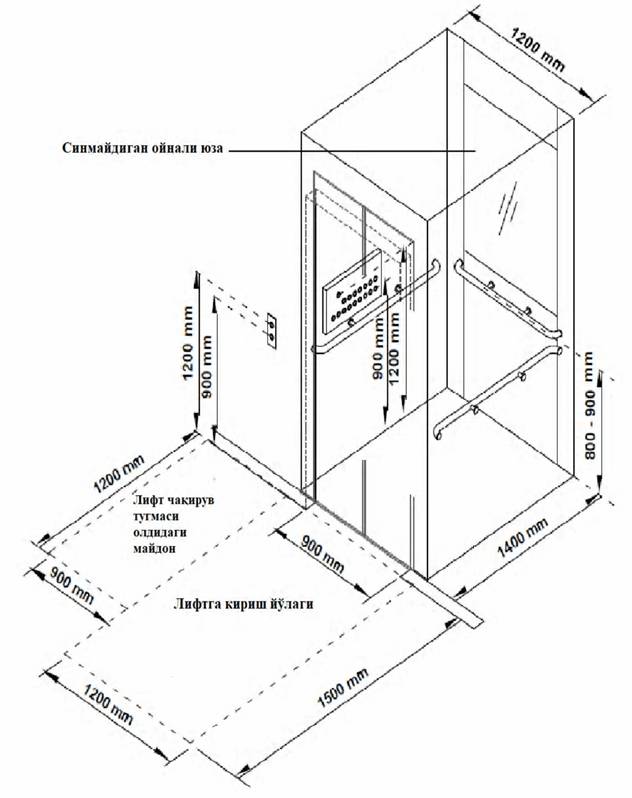 1200 mm
Синмайдиган ойнали юза
1200 mm
900 mm
900 mm
1200 mm
800 - 900 mm
1200 mm
Лифт чакирув
тугмаси
олдидаги
майдон
900 mm
900 mm
1400 mm
Лифтга кириш йўлаги
1200 mm
1500 mm